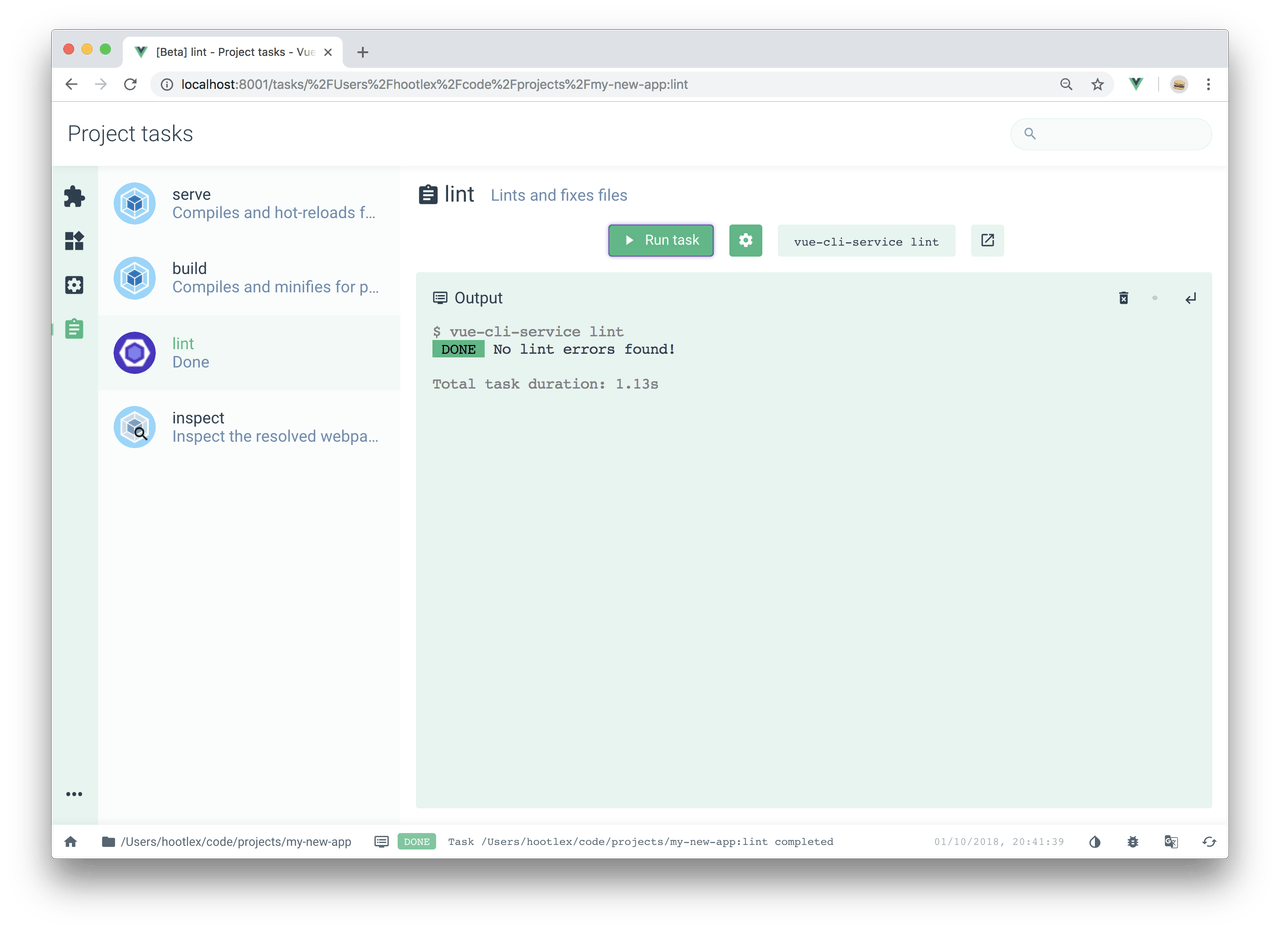 [Beta] lint - Project tasks - Vue
localhost:8001/tasks/%2FUsers%2Fhootlex%2Fcode%2Fprojects%2Fmy-new-app:lint
Project tasks
serve
Compiles and hot-reloads f...
build
Compiles and minifies for p...
lint
Done
inspect
Inspect the resolved webpa...
lint Lints and fixes files
Run task vue-cli-service lint
Output
$ vue-cli-service lint
DONE No lint errors found!
Total task duration: 1.13s
/Users/hootlex/code/projects/my-new-app DONE Task /Users/hootlex/code/projects/my-new-app:lint completed 01/10/2018, 20:41:39